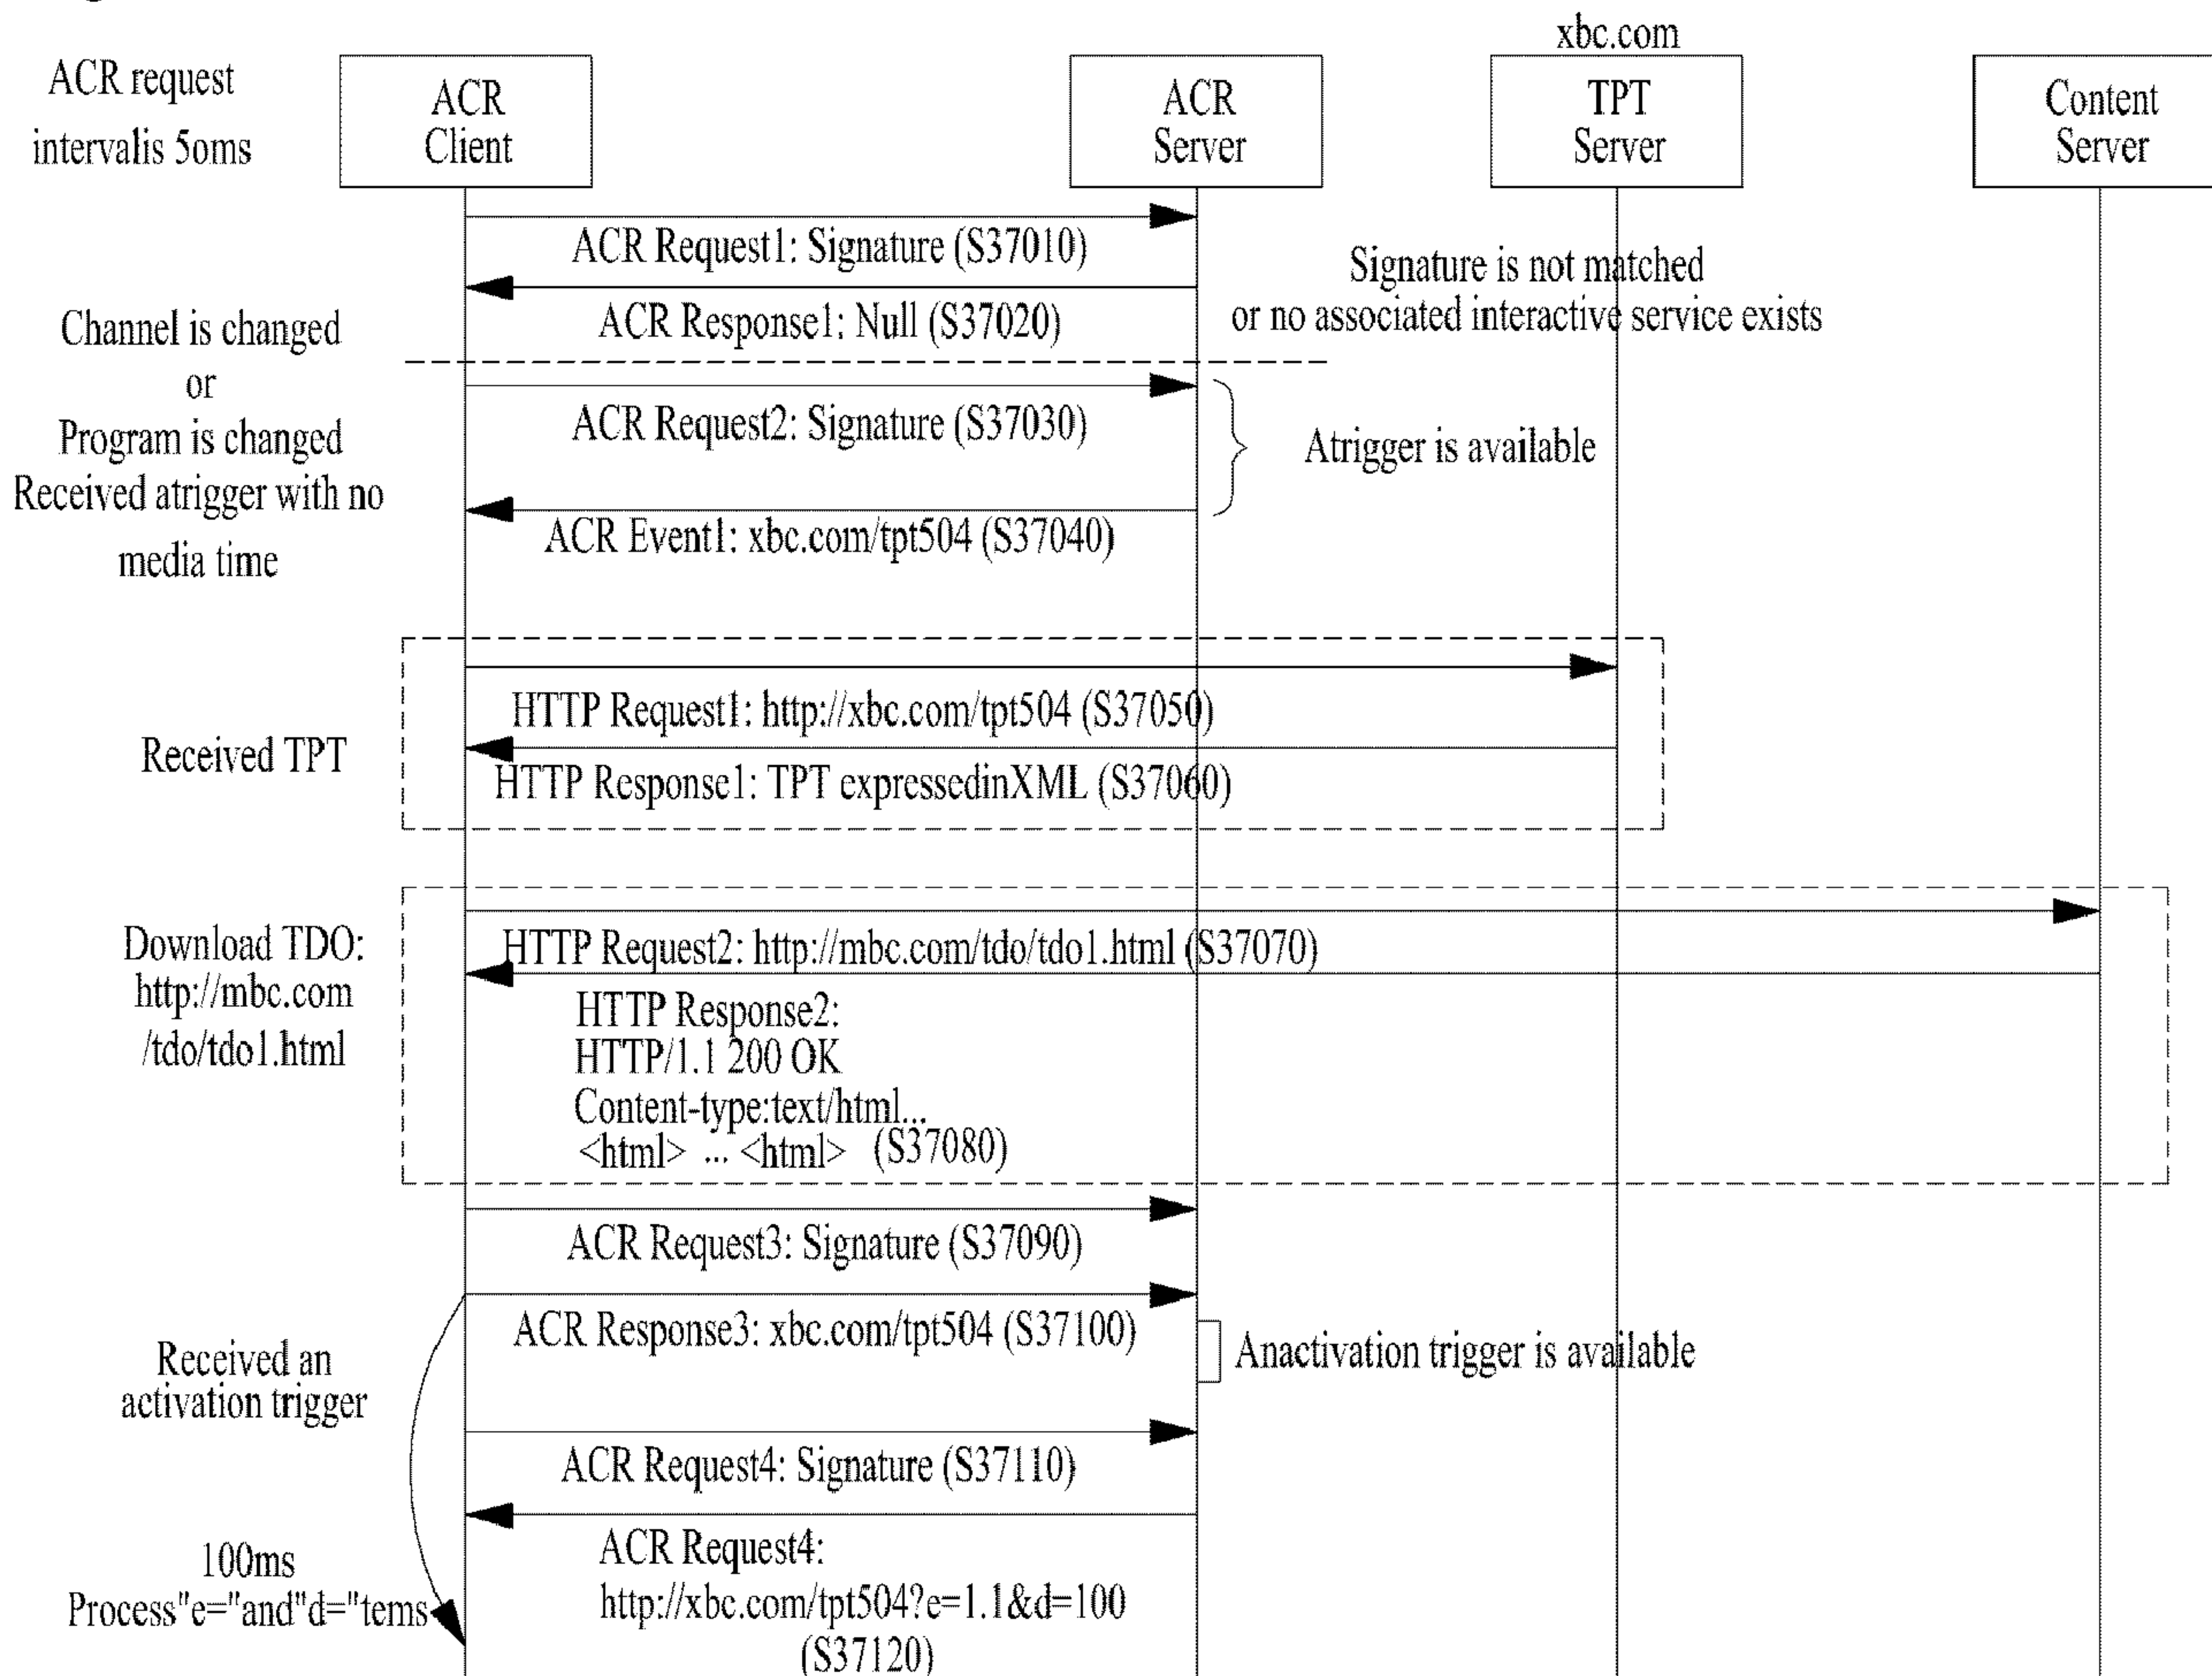 xbc.com
ACR request
intervalis 5oms
ACR
Client
ACR
Server
TPT
Server
Content
Server
ACR Request1: Signature (S37010)
Signature is not matched
or no associated interactive service exists
ACR Response1: Null (S37020)
Channel is changed
or
Program is changed
Received atrigger with no
media time
ACR Request2: Signature (S37030)
Atrigger is available
ACR Event1: xbc.com/tpt504 (S37040)
HTTP Request1: http://xbc.com/tpt504 (S37050)
Received TPT
HTTP Response1: TPT expressedinXML (S37060)
Download TDO:
http://mbc.com
/tdo/tdo1.html
HTTP Request2: http://mbc.com/tdo/tdo1.html (S37070)
HTTP Response2:
HTTP/1.1 200 OK
Content-type:text/html...
<html> ... <html> (S37080)
ACR Request3: Signature (S37090)
ACR Response3: xbc.com/tpt504 (S37100)
Anactivation trigger is available
Received an
activation trigger
ACR Request4: Signature (S37110)
100ms
Process"e="and"d="tems
ACR Request4:
http://xbc.com/tpt504?e=1.1&d=100
(S37120)